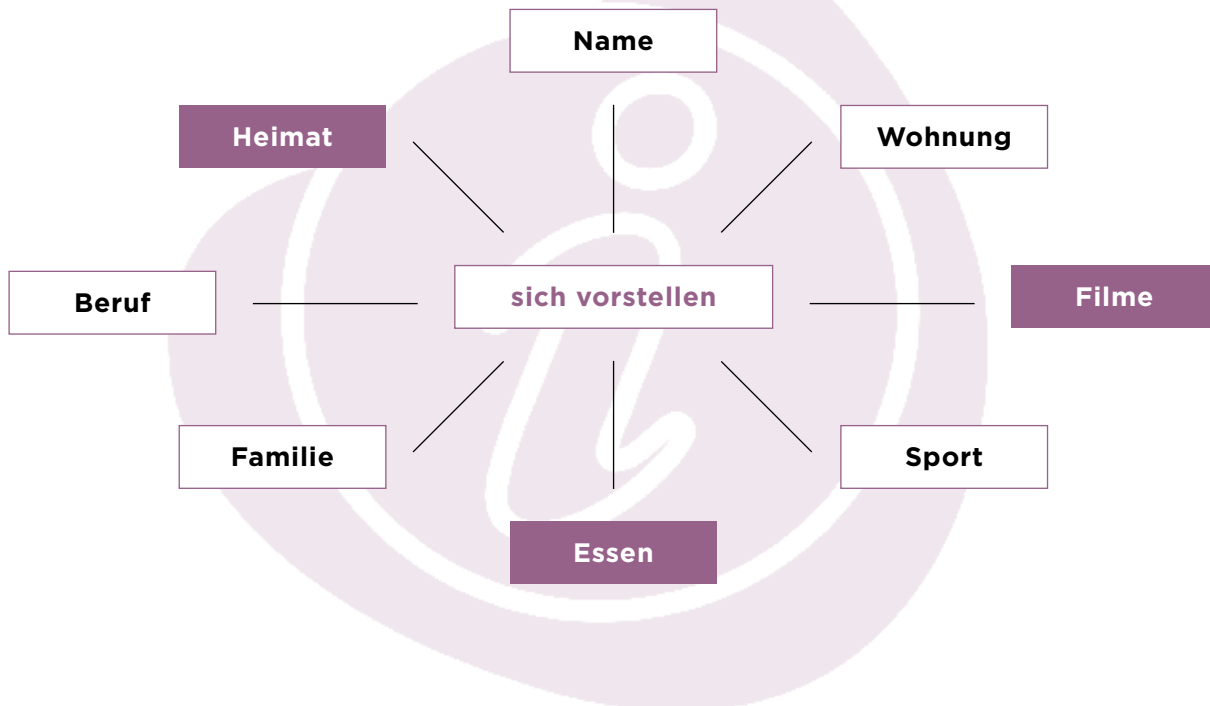 Name
Heimat
Wohnung
Beruf
sich vorstellen
Filme
Familie
Sport
Essen